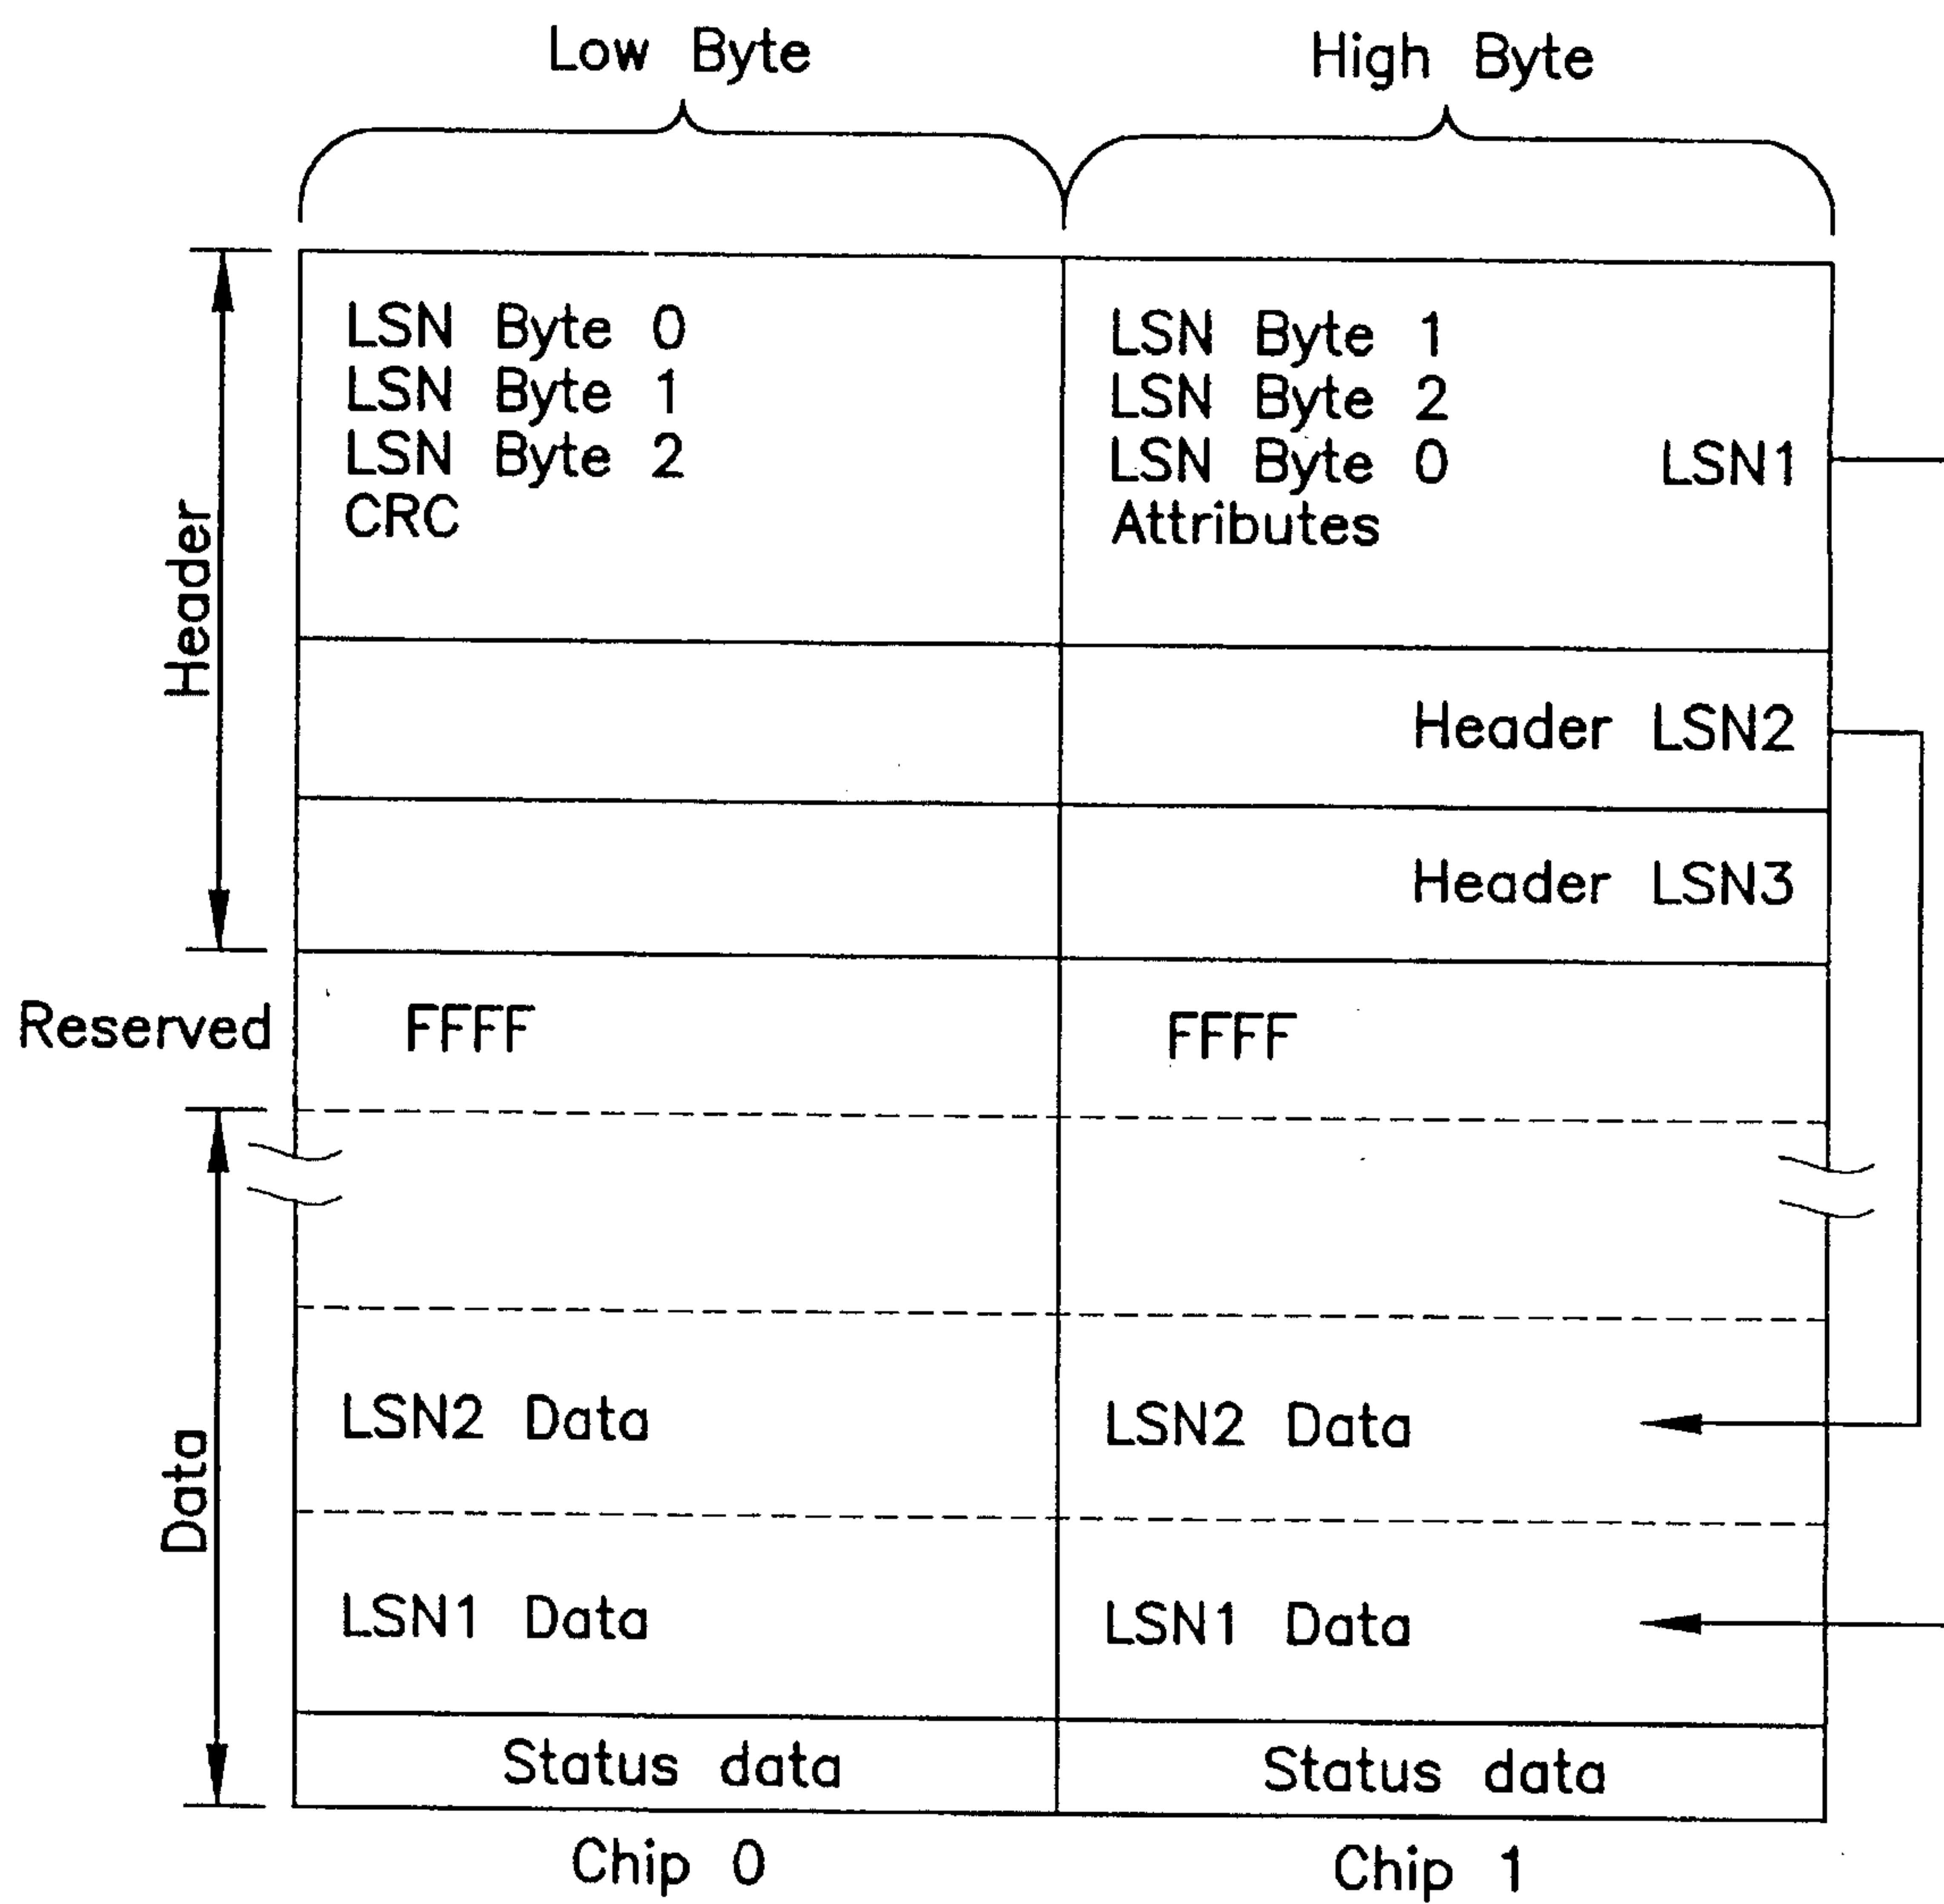 Low Byte
High Byte
Header
LSN Byte 0
LSN Byte 1
LSN Byte 2
CRC
LSN Byte 1
LSN Byte 2
LSN Byte 0
Attributes
LSN1
Header LSN2
Header LSN3
Reserved
FFFF
FFFF
Data
LSN2 Data
LSN2 Data
LSN1 Data
LSN1 Data
Status data
Status data
Chip 0
Chip 1